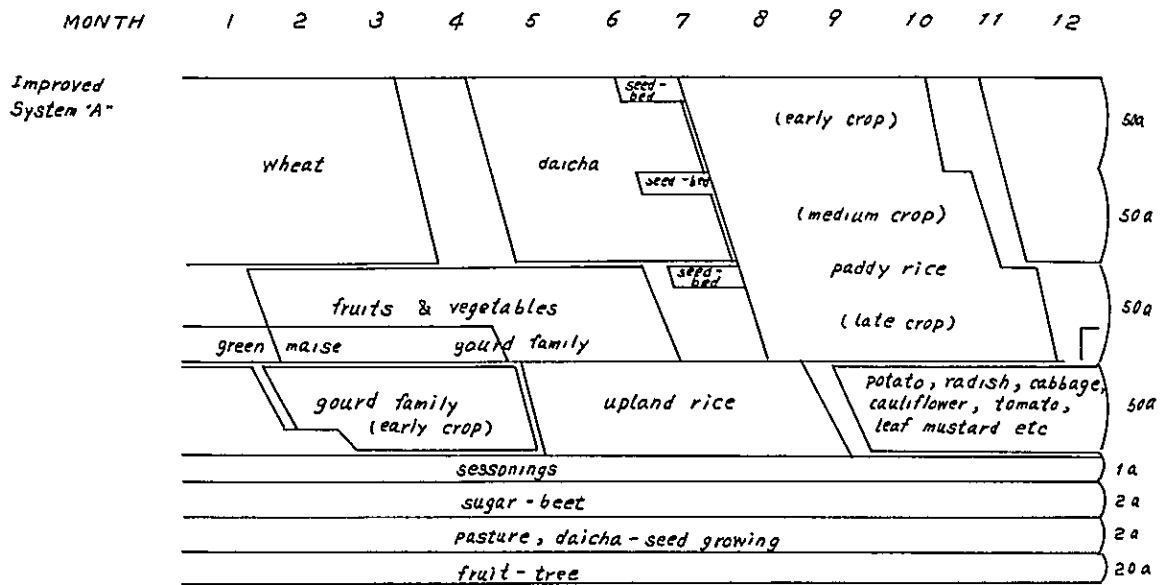 MONTH 1 2 3 4 5 6 7 8 9 10 11 12
Improved
System "A"
seed-
bed
(early crop)
50a
wheat
daicha
seed-bed
(medium crop)
50a
paddy rice
seed-
bed
fruits & vegetables
(late crop)
50a
green maise
gourd family
potato, radish, cabbage,
gourd family
upland rice
cauliflower, tomato,
50a
(early crop)
leaf mustard etc
sessonings
1a
sugar-beet
2a
pasture, daicha-seed growing
2a
fruit-tree
20a